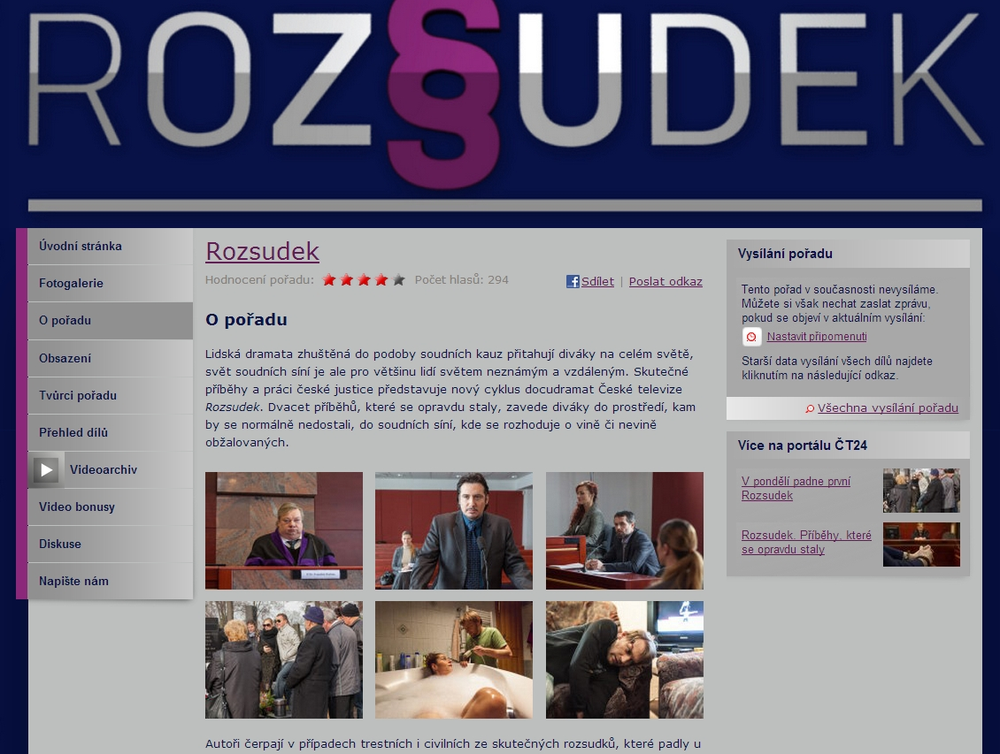 ROZ§UDEK
Úvodní stránka
Fotogalerie
O pořadu
Obsazení
Tvůrci pořadu
Přehled dílů
Videoarchiv
Video bonusy
Diskuse
Napište nám
Rozsudek
Hodnocení pořadu: Počet hlasů: 294
Sdílet | Poslat odkaz
O pořadu
Lidská dramata zhuštěná do podoby soudních kauz přitahují diváky na celém světě,
svět soudních síní je ale pro většinu lidí světem neznámým a vzdáleným. Skutečné
příběhy a práci české justice představuje nový cyklus docudramat České televize
Rozsudek. Dvacet příběhů, které se opravdu staly, zavede diváky do prostředí, kam
by se normálně nedostali, do soudních síní, kde se rozhoduje o vině či nevině
obžalovaných.
Autoři čerpají v případech trestních i civilních ze skutečných rozsudků, které padly u
Vysílání pořadu
Tento pořad v současnosti nevysíláme.
Můžete si však nechat zaslat zprávu,
pokud se objeví v aktuálním vysílání:
Nastavit připomenutí
Starší data vysílání všech dílů najdete
kliknutím na následující odkaz.
Všechna vysílání pořadu
Více na portálu ČT24
V pondělí padne první
Rozsudek
Rozsudek. Příběhy, které
se opravdu staly